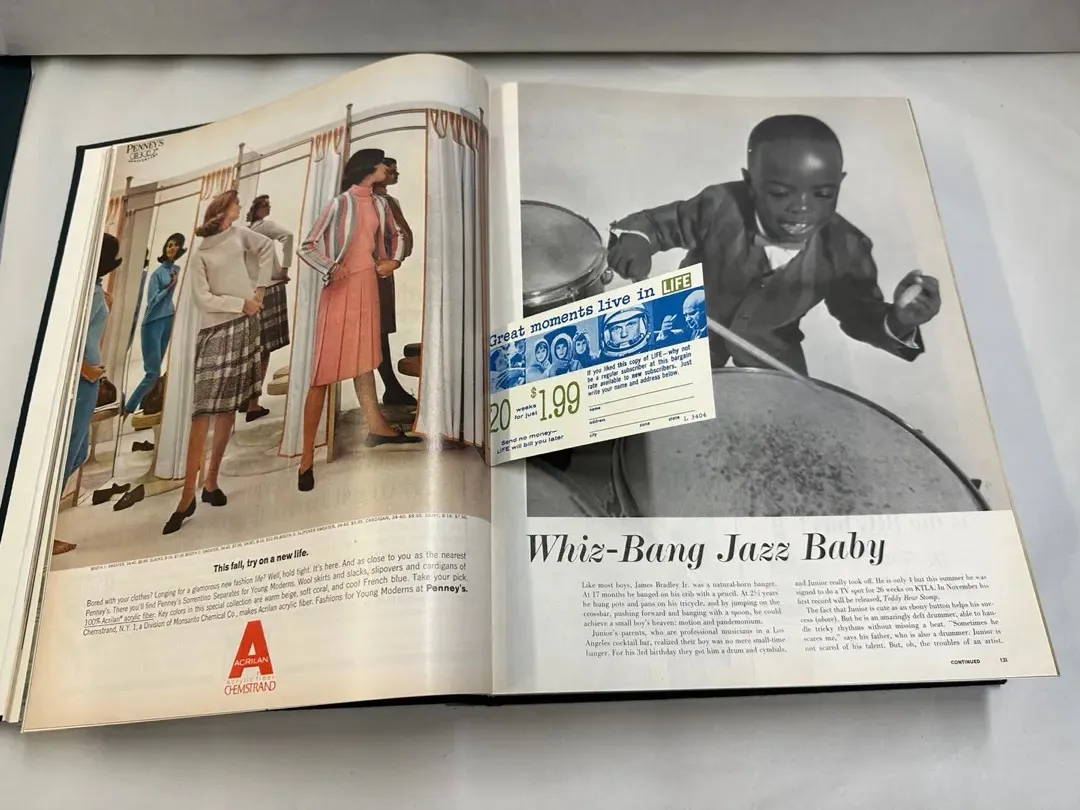 PENNEY'S
This fall, try on a new life.
Bored with your clothes? Longing for a glamorous new fashion life? Well, hold tight. It's here. And as close to you as the nearest
Penney's. There you'll find Penney's Sorrentino Separates for Young Moderns. Wool skirts and slacks, slipovers and cardigans of
100% Acrilan® acrylic fiber. Key colors in this special collection are warm beige, soft coral, and cool French blue. Take your pick,
Chemstrand, N.Y. 1, a Division of Monsanto Chemical Co., makes Acrilan acrylic fiber. Fashions for Young Moderns at Penney's.
A
ACRILAN
acrylic fiber
CHEMSTRAND
Great moments live in LIFE
If you liked this copy of LIFE—why not
be a regular subscriber at this bargain
rate available to new subscribers. Just
write your name and address below.
20 weeks
for just $1.99
name
address
city zone state L 3404
Send no money—
LIFE will bill you later
Whiz-Bang Jazz Baby
Like most boys, James Bradley Jr. was a natural-born banger.
At 17 months he banged on his crib with a pencil. At 2½ years
he hung pots and pans on his tricycle, and by jumping on the
crossbar, pushing forward and banging with a spoon, he could
achieve a small boy's heaven: motion and pandemonium.
Junior's parents, who are professional musicians in a Los
Angeles cocktail bar, realized their boy was no mere small-time
banger. For his 3rd birthday they got him a drum and cymbals,
and Junior really took off. He is only 4 but this summer he was
signed to do a TV spot for 26 weeks on KTLA. In November his
first record will be released, Teddy Bear Stomp.
The fact that Junior is cute as an ebony button helps his suc-
cess (above). But he is an amazingly deft drummer, able to han-
dle tricky rhythms without missing a beat. "Sometimes he
scares me," says his father, who is also a drummer. Junior is
not scared of his talent. But, oh, the troubles of an artist.
CONTINUED 131